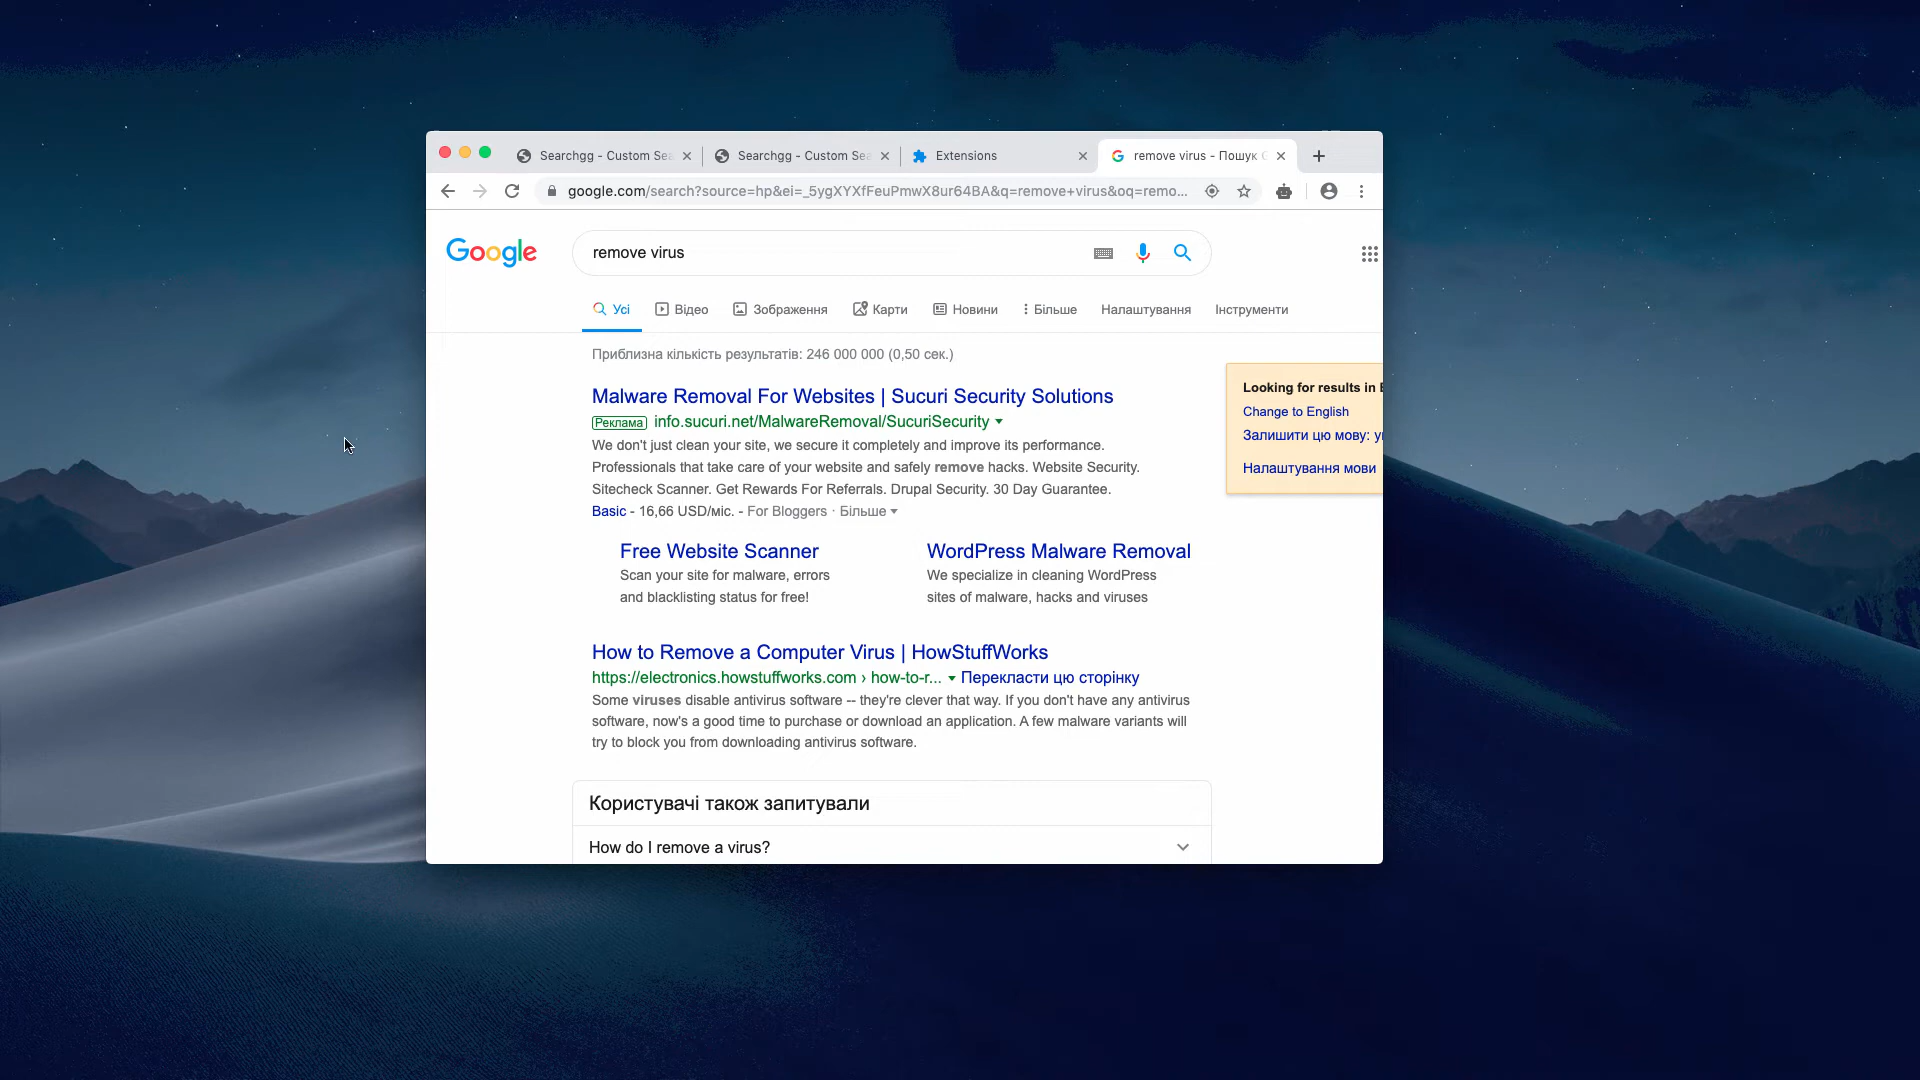 Searchgg - Custom Sea
Searchgg - Custom Sea
Extensions
remove virus - Пошук G
google.com/search?source=hp&ei=_5ygXYXfFeuPmwX8ur64BA&q=remove+virus&oq=remo...
Google
remove virus
Усі
Відео
Зображення
Карти
Новини
Більше
Налаштування
Інструменти
Приблизна кількість результатів: 246 000 000 (0,50 сек.)
Looking for results in E
Change to English
Залишити цю мову: у
Налаштування мови
Malware Removal For Websites | Sucuri Security Solutions
Реклама info.sucuri.net/MalwareRemoval/SucuriSecurity
We don't just clean your site, we secure it completely and improve its performance.
Professionals that take care of your website and safely remove hacks. Website Security.
Sitecheck Scanner. Get Rewards For Referrals. Drupal Security. 30 Day Guarantee.
Basic - 16,66 USD/міс. - For Bloggers · Більше
Free Website Scanner
Scan your site for malware, errors
and blacklisting status for free!
WordPress Malware Removal
We specialize in cleaning WordPress
sites of malware, hacks and viruses
How to Remove a Computer Virus | HowStuffWorks
https://electronics.howstuffworks.com › how-to-r... Перекласти цю сторінку
Some viruses disable antivirus software -- they're clever that way. If you don't have any antivirus
software, now's a good time to purchase or download an application. A few malware variants will
try to block you from downloading antivirus software.
Користувачі також запитували
How do I remove a virus?